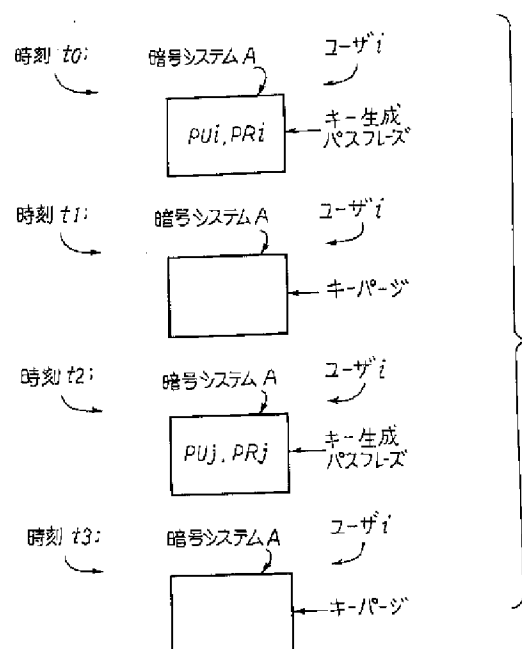 時刻 t0; 暗号システムA ユーザi
PUi, PRi
キー生成
パスフレーズ
時刻 t1; 暗号システムA ユーザi
キーパージ
時刻 t2; 暗号システムA ユーザi
PUj, PRj
キー生成
パスフレーズ
時刻 t3: 暗号システムA ユーザi
キーパージ